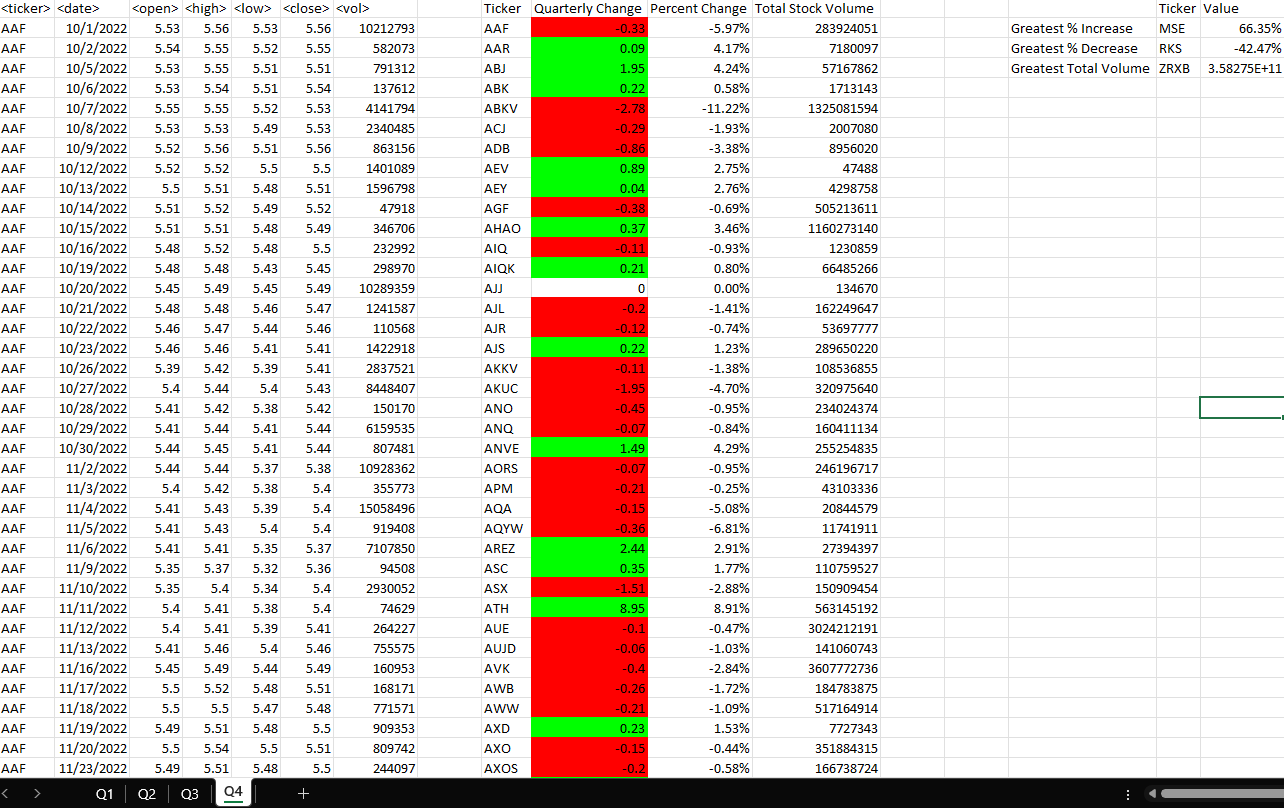 <ticker> <date> <open> <high> <low> <close> <vol> Ticker Quarterly Change Percent Change Total Stock Volume Ticker Value
AAF 10/1/2022 5.53 5.56 5.53 5.56 10212793 AAF -0.33 -5.97% 283924051 Greatest % Increase MSE 66.35%
AAF 10/2/2022 5.54 5.55 5.52 5.55 582073 AAR 0.09 4.17% 7180097 Greatest % Decrease RKS -42.47%
AAF 10/5/2022 5.53 5.55 5.51 5.51 791312 ABJ 1.95 4.24% 57167862 Greatest Total Volume ZRXB 3.58275E+11
AAF 10/6/2022 5.53 5.54 5.51 5.54 137612 ABK 0.22 0.58% 1713143
AAF 10/7/2022 5.55 5.55 5.52 5.53 4141794 ABKV -2.78 -11.22% 1325081594
AAF 10/8/2022 5.53 5.53 5.49 5.53 2340485 ACJ -0.29 -1.93% 2007080
AAF 10/9/2022 5.52 5.56 5.51 5.56 863156 ADB -0.86 -3.38% 8956020
AAF 10/12/2022 5.52 5.52 5.5 5.5 1401089 AEV 0.89 2.75% 47488
AAF 10/13/2022 5.5 5.51 5.48 5.51 1596798 AEY 0.04 2.76% 4298758
AAF 10/14/2022 5.51 5.52 5.49 5.52 47918 AGF -0.38 -0.69% 505213611
AAF 10/15/2022 5.51 5.51 5.48 5.49 346706 AHAO 0.37 3.46% 1160273140
AAF 10/16/2022 5.48 5.52 5.48 5.5 232992 AIQ -0.11 -0.93% 1230859
AAF 10/19/2022 5.48 5.48 5.43 5.45 298970 AIQK 0.21 0.80% 66485266
AAF 10/20/2022 5.45 5.49 5.45 5.49 10289359 AJJ 0 0.00% 134670
AAF 10/21/2022 5.48 5.48 5.46 5.47 1241587 AJL -0.2 -1.41% 162249647
AAF 10/22/2022 5.46 5.47 5.44 5.46 110568 AJR -0.12 -0.74% 53697777
AAF 10/23/2022 5.46 5.46 5.41 5.41 1422918 AJS 0.22 1.23% 289650220
AAF 10/26/2022 5.39 5.42 5.39 5.41 2837521 AKKV -0.11 -1.38% 108536855
AAF 10/27/2022 5.4 5.44 5.4 5.43 8448407 AKUC -1.95 -4.70% 320975640
AAF 10/28/2022 5.41 5.42 5.38 5.42 150170 ANO -0.45 -0.95% 234024374
AAF 10/29/2022 5.41 5.44 5.41 5.44 6159535 ANQ -0.07 -0.84% 160411134
AAF 10/30/2022 5.44 5.45 5.41 5.44 807481 ANVE 1.49 4.29% 255254835
AAF 11/2/2022 5.44 5.44 5.37 5.38 10928362 AORS -0.07 -0.95% 246196717
AAF 11/3/2022 5.4 5.42 5.38 5.4 355773 APM -0.21 -0.25% 43103336
AAF 11/4/2022 5.41 5.43 5.39 5.4 15058496 AQA -0.15 -5.08% 20844579
AAF 11/5/2022 5.41 5.43 5.4 5.4 919408 AQYW -0.36 -6.81% 11741911
AAF 11/6/2022 5.41 5.41 5.35 5.37 7107850 AREZ 2.44 2.91% 27394397
AAF 11/9/2022 5.35 5.37 5.32 5.36 94508 ASC 0.35 1.77% 110759527
AAF 11/10/2022 5.35 5.4 5.34 5.4 2930052 ASX -1.51 -2.88% 150909454
AAF 11/11/2022 5.4 5.41 5.38 5.4 74629 ATH 8.95 8.91% 563145192
AAF 11/12/2022 5.4 5.41 5.39 5.41 264227 AUE -0.1 -0.47% 3024212191
AAF 11/13/2022 5.41 5.46 5.4 5.46 755575 AUJD -0.06 -1.03% 141060743
AAF 11/16/2022 5.45 5.49 5.44 5.49 160953 AVK -0.4 -2.84% 3607772736
AAF 11/17/2022 5.5 5.52 5.48 5.51 168171 AWB -0.26 -1.72% 184783875
AAF 11/18/2022 5.5 5.5 5.47 5.48 771571 AWW -0.21 -1.09% 517164914
AAF 11/19/2022 5.49 5.51 5.48 5.5 909353 AXD 0.23 1.53% 7727343
AAF 11/20/2022 5.5 5.54 5.5 5.51 809742 AXO -0.15 -0.44% 351884315
AAF 11/23/2022 5.49 5.51 5.48 5.5 244097 AXOS -0.2 -0.58% 166738724
Q1 Q2 Q3 Q4